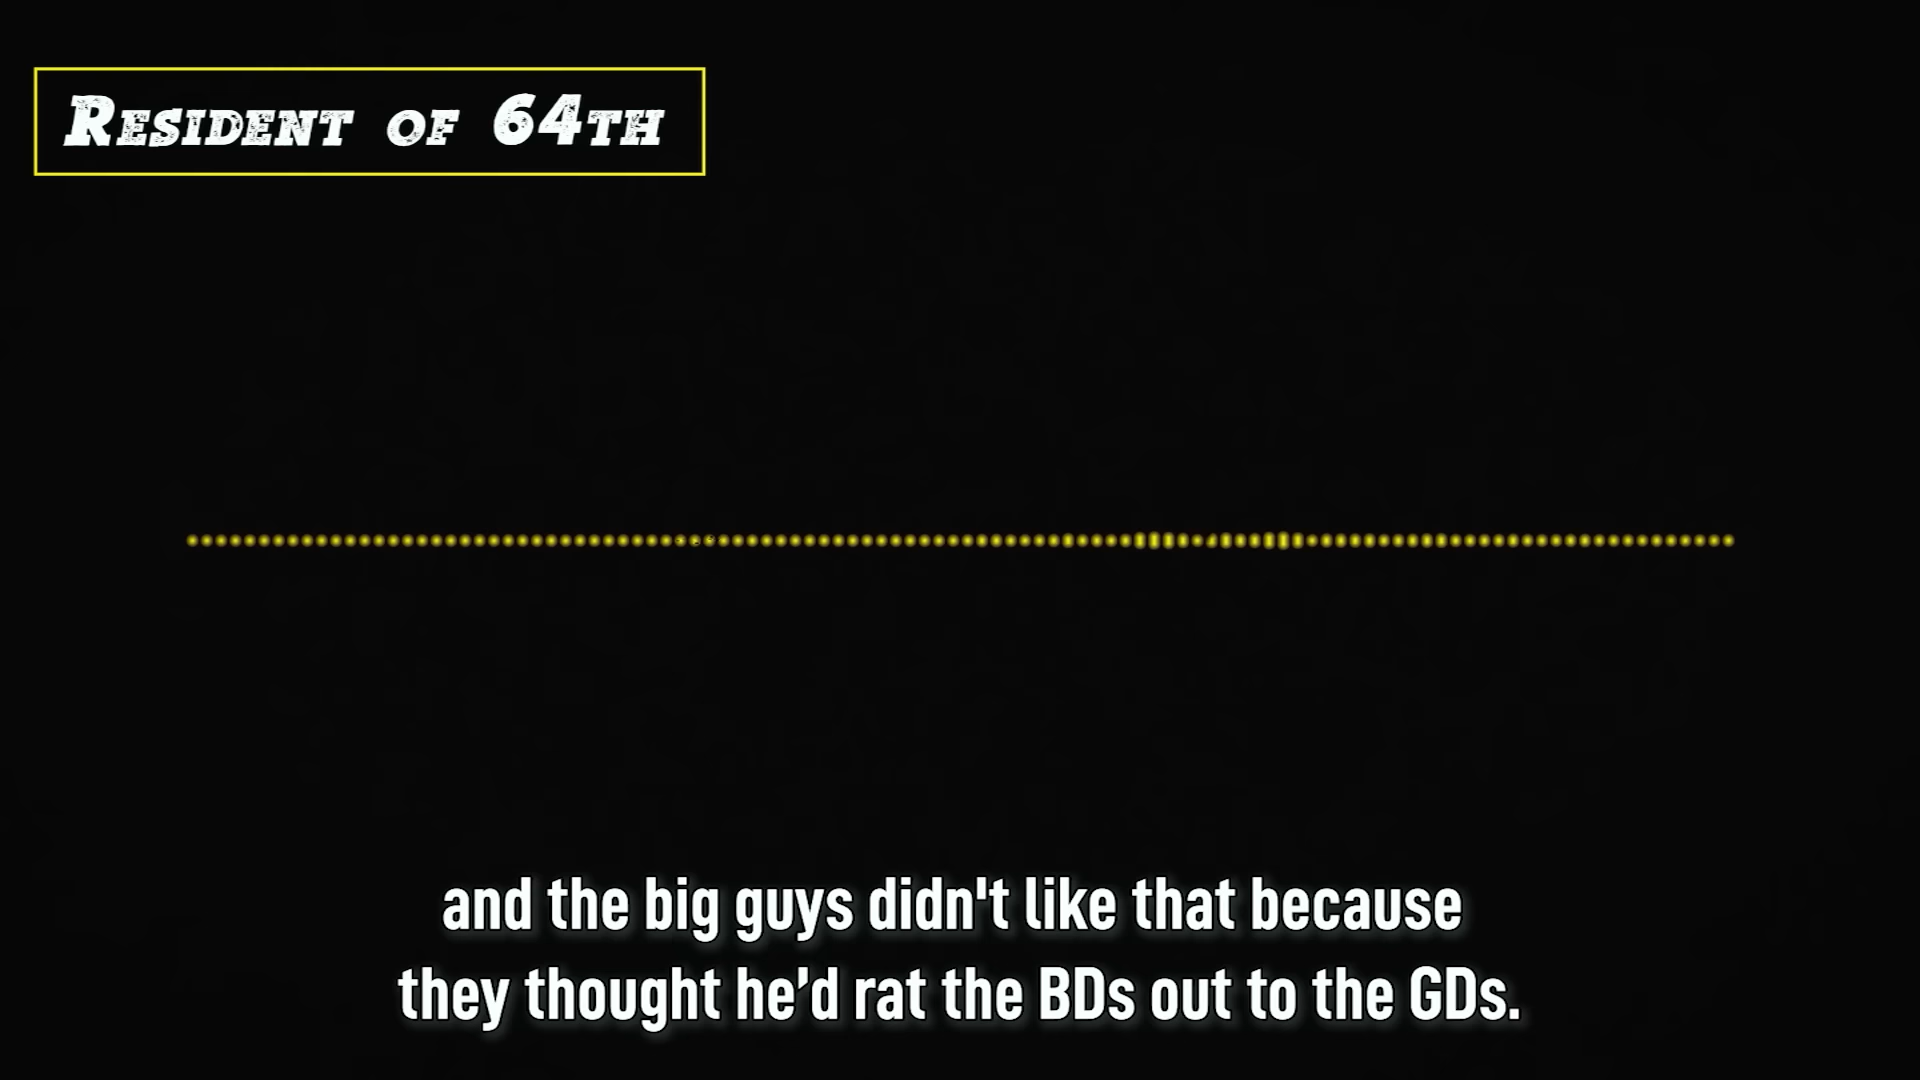 Resident of 64th
and the big guys didn't like that because
they thought he’d rat the BDs out to the GDs.